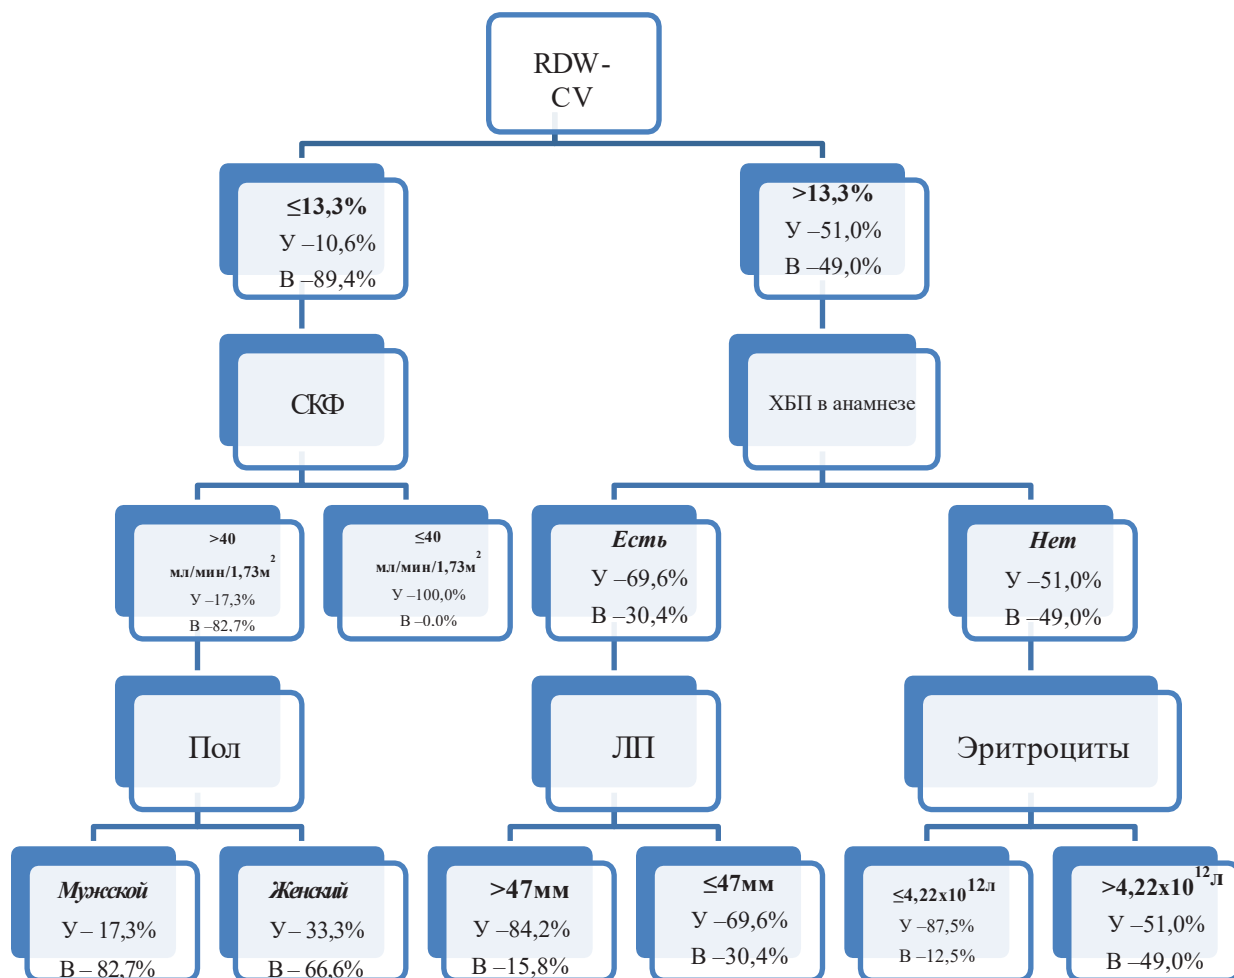 RDW-
CV
≤13,3%
У –10,6%
В –89,4%
>13,3%
У –51,0%
В –49,0%
СКФ
ХБП в анамнезе
>40
мл/мин/1,73м²
У –17,3%
В –82,7%
≤40
мл/мин/1,73м²
У –100,0%
В –0,0%
Есть
У –69,6%
В –30,4%
Нет
У –51,0%
В –49,0%
Пол
ЛП
Эритроциты
Мужской
У – 17,3%
В – 82,7%
Женский
У – 33,3%
В – 66,6%
>47мм
У –84,2%
В –15,8%
≤47мм
У –69,6%
В –30,4%
≤4,22х10¹²л
У –87,5%
В –12,5%
>4,22х10¹²л
У –51,0%
В –49,0%